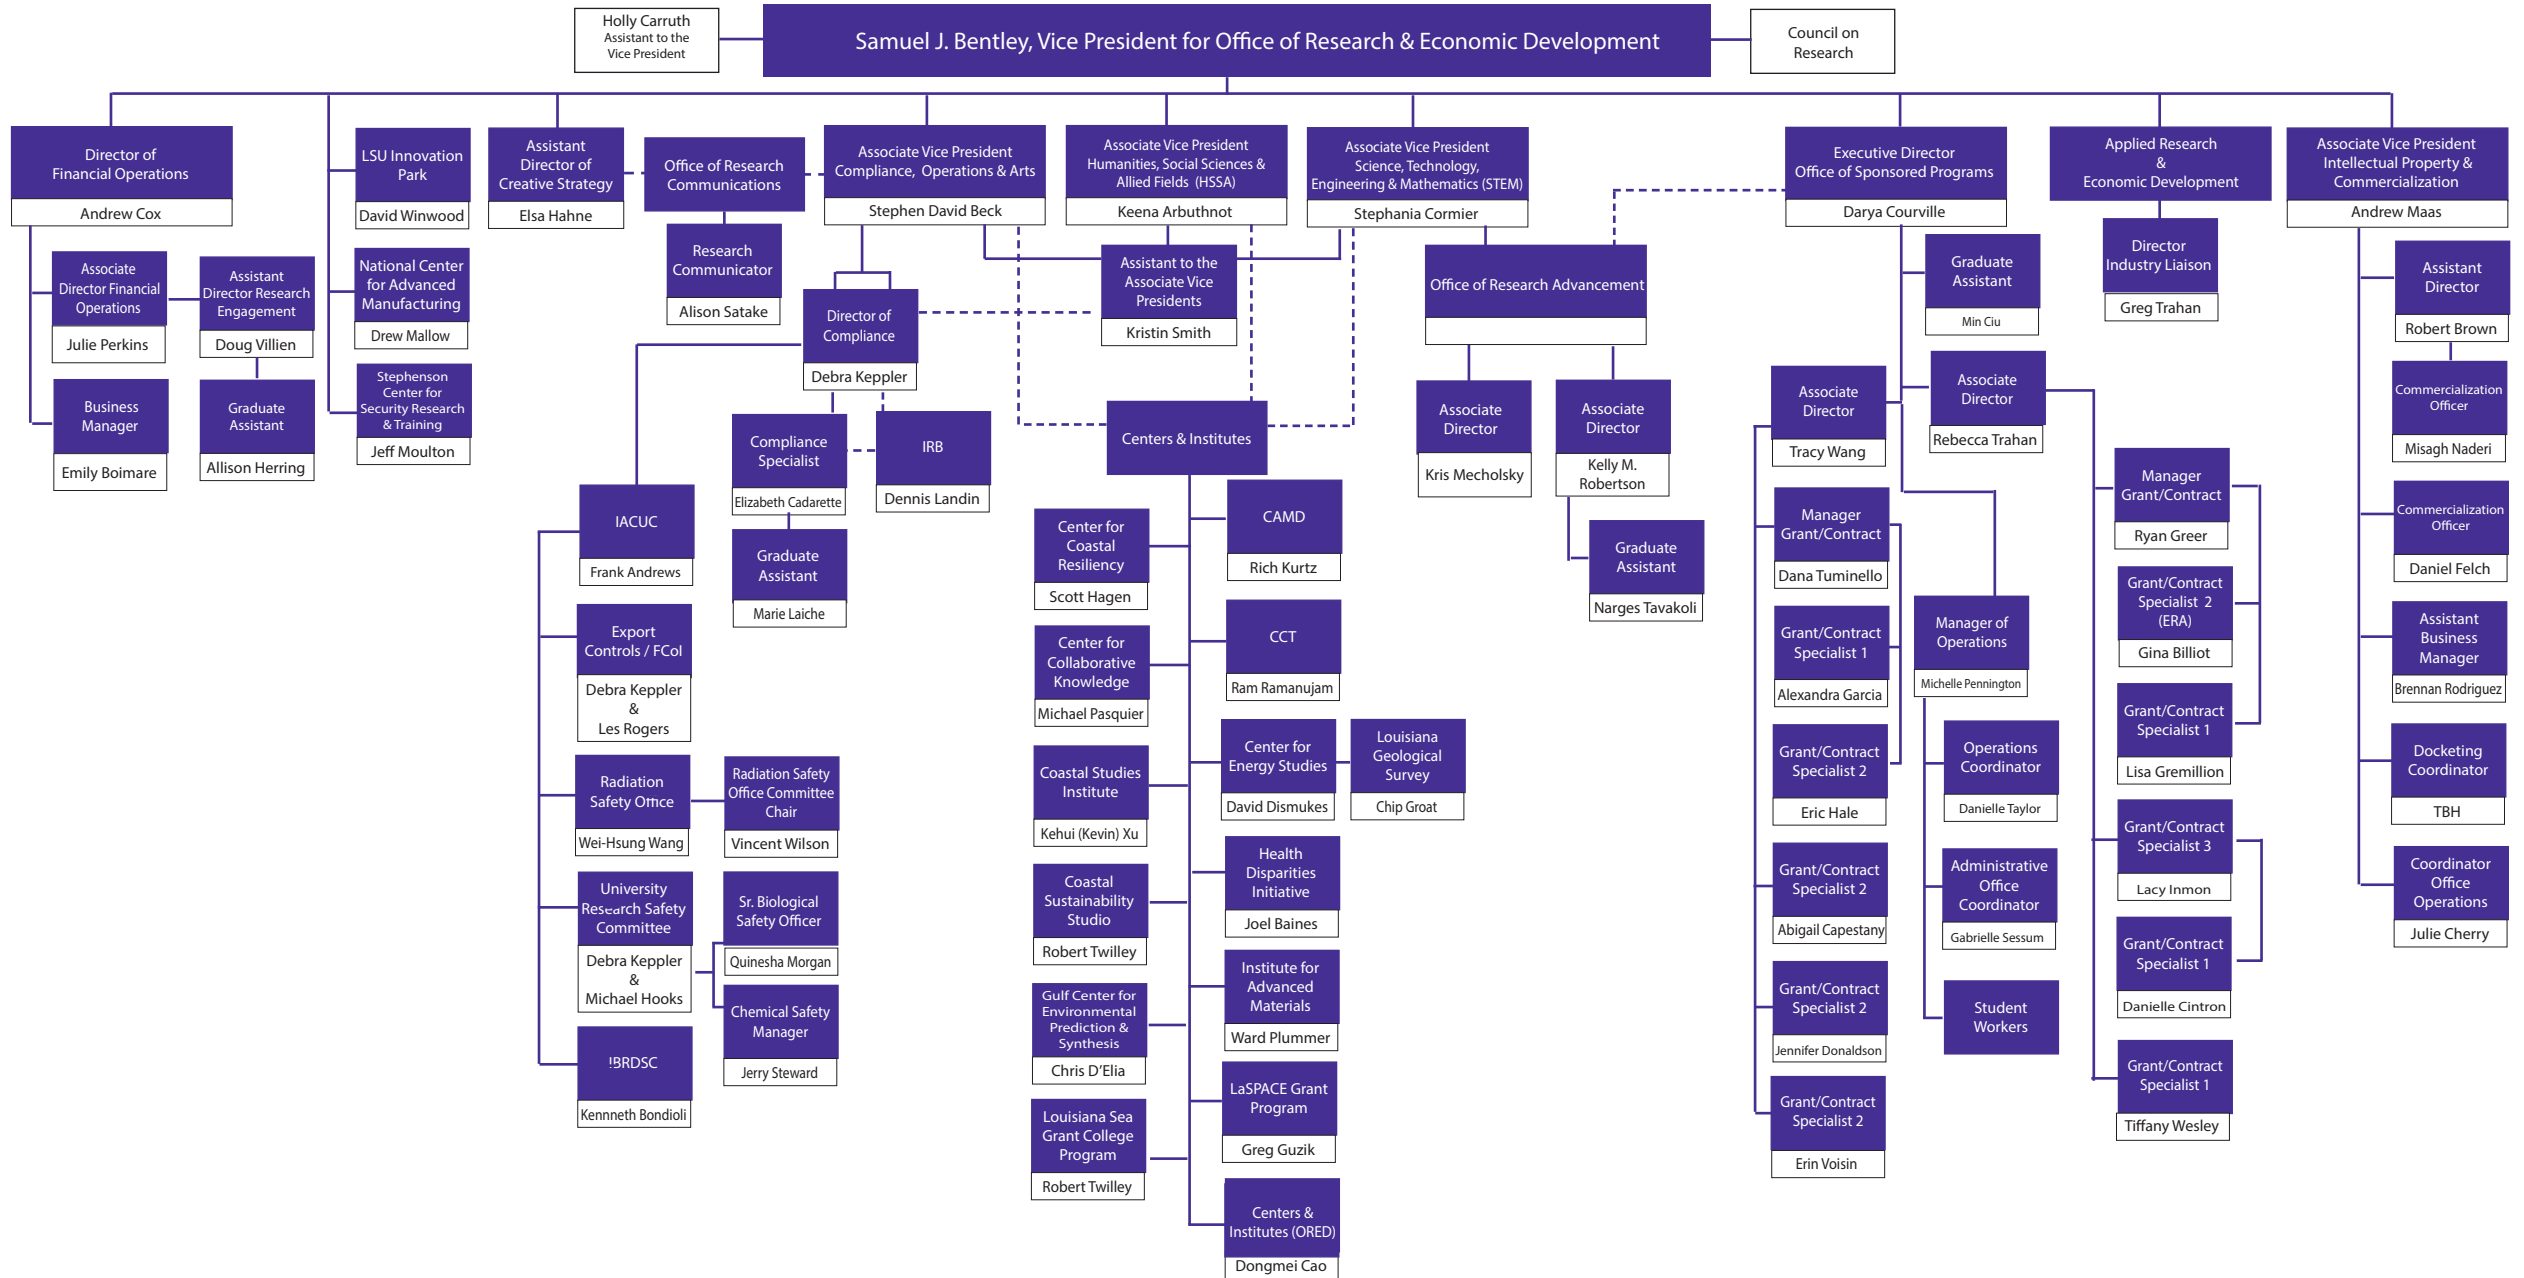 Holly Carruth
Assistant to the
Vice President
Samuel J. Bentley, Vice President for Office of Research & Economic Development
Council on
Research
Director of
Financial Operations
Andrew Cox
Associate
Director Financial
Operations
Julie Perkins
Assistant
Director Research
Engagement
Doug Villien
Business
Manager
Emily Boimare
Graduate
Assistant
Allison Herring
LSU Innovation
Park
David Winwood
National Center
for Advanced
Manufacturing
Drew Mallow
Stephenson
Center for
Security Research
& Training
Jeff Moulton
Assistant
Director of
Creative Strategy
Elsa Hahne
Office of Research
Communications
Research
Communicator
Alison Satake
Associate Vice President
Compliance, Operations & Arts
Stephen David Beck
Associate Vice President
Humanities, Social Sciences &
Allied Fields (HSSA)
Keena Arbuthnot
Associate Vice President
Science, Technology,
Engineering & Mathematics (STEM)
Stephania Cormier
Assistant to the
Associate Vice
Presidents
Kristin Smith
Director of
Compliance
Debra Keppler
Compliance
Specialist
Elizabeth Cadarette
IRB
Dennis Landin
Graduate
Assistant
Marie Laiche
IACUC
Frank Andrews
Export
Controls / FCoI
Debra Keppler
&
Les Rogers
Radiation
Safety Office
Wei-Hsung Wang
Radiation Safety
Office Committee
Chair
Vincent Wilson
University
Research Safety
Committee
Debra Keppler
&
Michael Hooks
Sr. Biological
Safety Officer
Quinesha Morgan
Chemical Safety
Manager
Jerry Steward
IBRDSC
Kennneth Bondioli
Centers & Institutes
Center for
Coastal
Resiliency
Scott Hagen
CAMD
Rich Kurtz
Center for
Collaborative
Knowledge
Michael Pasquier
CCT
Ram Ramanujam
Coastal Studies
Institute
Kehui (Kevin) Xu
Center for
Energy Studies
David Dismukes
Louisiana
Geological
Survey
Chip Groat
Coastal
Sustainability
Studio
Robert Twilley
Health
Disparities
Initiative
Joel Baines
Gulf Center for
Environmental
Prediction &
Synthesis
Chris D'Elia
Institute for
Advanced
Materials
Ward Plummer
Louisiana Sea
Grant College
Program
Robert Twilley
LaSPACE Grant
Program
Greg Guzik
Centers &
Institutes (ORED)
Dongmei Cao
Office of Research Advancement
Associate
Director
Kris Mecholsky
Associate
Director
Kelly M.
Robertson
Graduate
Assistant
Narges Tavakoli
Executive Director
Office of Sponsored Programs
Darya Courville
Graduate
Assistant
Min Ciu
Associate
Director
Tracy Wang
Associate
Director
Rebecca Trahan
Manager
Grant/Contract
Dana Tuminello
Grant/Contract
Specialist 1
Alexandra Garcia
Grant/Contract
Specialist 2
Eric Hale
Grant/Contract
Specialist 2
Abigail Capestany
Grant/Contract
Specialist 2
Jennifer Donaldson
Grant/Contract
Specialist 2
Erin Voisin
Manager of
Operations
Michelle Pennington
Operations
Coordinator
Danielle Taylor
Administrative
Office
Coordinator
Gabrielle Sessum
Student
Workers
Manager
Grant/Contract
Ryan Greer
Grant/Contract
Specialist 2
(ERA)
Gina Billiot
Grant/Contract
Specialist 1
Lisa Gremillion
Grant/Contract
Specialist 3
Lacy Inmon
Grant/Contract
Specialist 1
Danielle Cintron
Grant/Contract
Specialist 1
Tiffany Wesley
Applied Research
&
Economic Development
Director
Industry Liaison
Greg Trahan
Associate Vice President
Intellectual Property &
Commercialization
Andrew Maas
Assistant
Director
Robert Brown
Commercialization
Officer
Misagh Naderi
Commercialization
Officer
Daniel Felch
Assistant
Business
Manager
Brennan Rodriguez
Docketing
Coordinator
TBH
Coordinator
Office
Operations
Julie Cherry